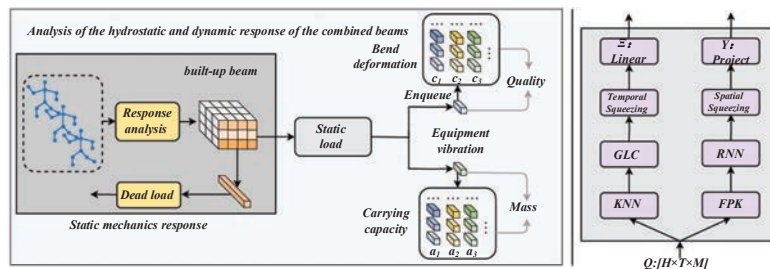 Analysis of the hydrostatic and dynamic response of the combined beams
built-up beam
Response
analysis
Dead load
Static mechanics response
Static
load
Bend
deformation
c1 c2 c3
Enqueue
Quality
Equipment
vibration
Carrying
capacity
a1 a2 a3
Mass
Ξ:
Linear
Temporal
Squeezing
GLC
KNN
Y:
Project
Spatial
Squeezing
RNN
FPK
Q:[H×T×M]